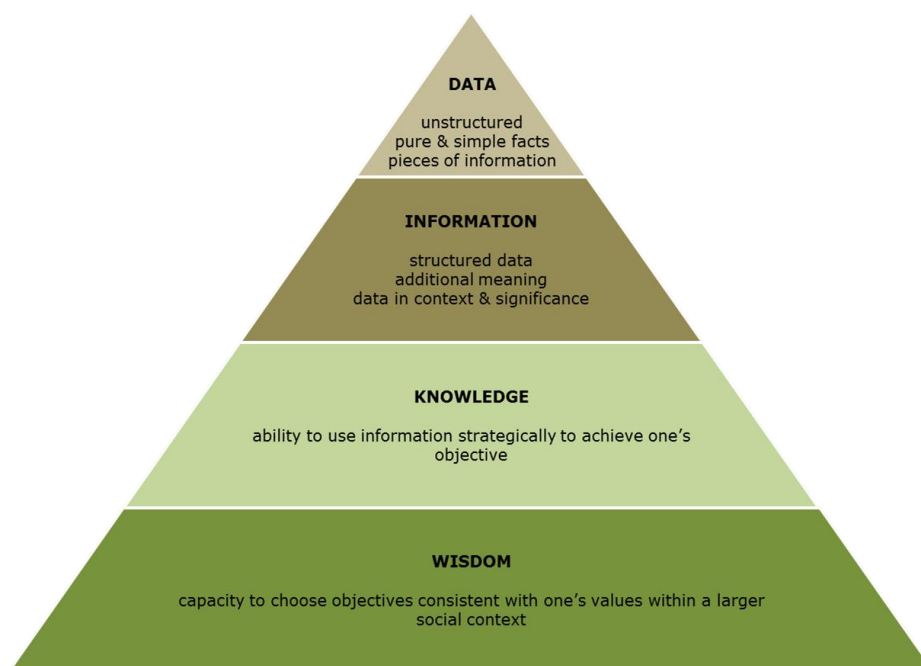 DATA
unstructured
pure & simple facts
pieces of information
INFORMATION
structured data
additional meaning
data in context & significance
KNOWLEDGE
ability to use information strategically to achieve one’s
objective
WISDOM
capacity to choose objectives consistent with one’s values within a larger
social context